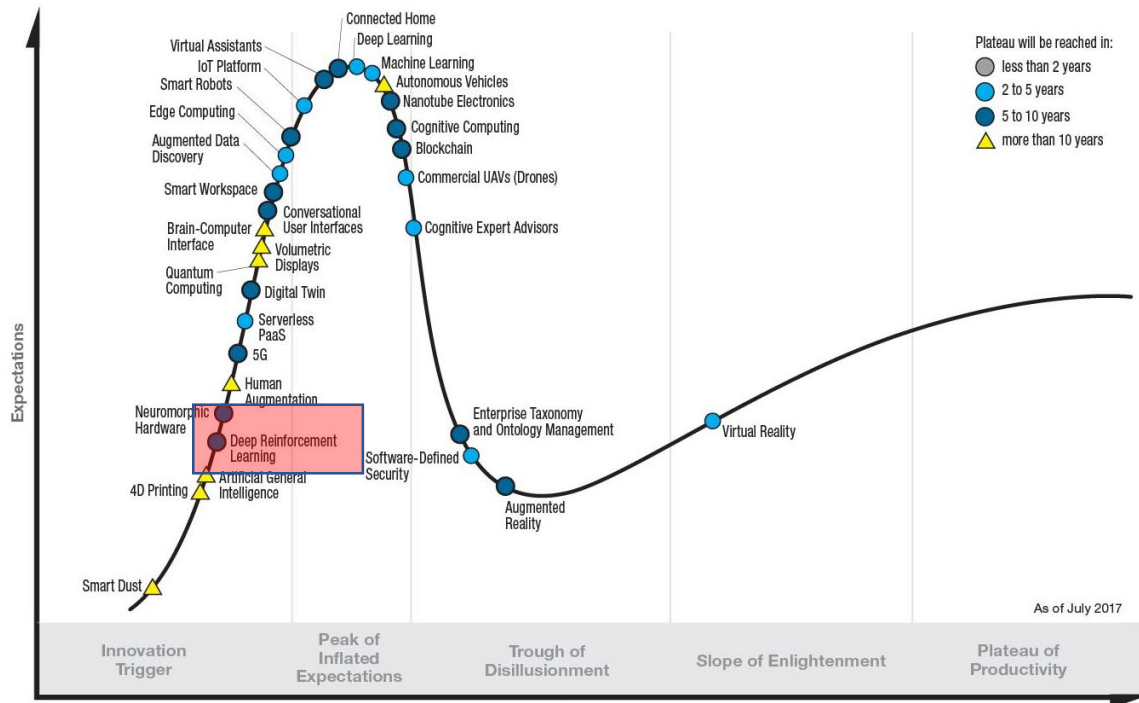 Connected Home
Deep Learning
Virtual Assistants
Machine Learning
IoT Platform
Autonomous Vehicles
Smart Robots
Nanotube Electronics
Edge Computing
Cognitive Computing
Augmented Data
Discovery
Blockchain
Commercial UAVs (Drones)
Smart Workspace
Conversational
User Interfaces
Cognitive Expert Advisors
Brain-Computer
Interface
Volumetric
Displays
Quantum
Computing
Digital Twin
Serverless
PaaS
5G
Human
Augmentation
Neuromorphic
Hardware
Deep Reinforcement
Learning
Artificial General
Intelligence
4D Printing
Smart Dust
Enterprise Taxonomy
and Ontology Management
Software-Defined
Security
Augmented
Reality
Virtual Reality
Plateau will be reached in:
less than 2 years
2 to 5 years
5 to 10 years
more than 10 years
Expectations
As of July 2017
Innovation
Trigger
Peak of
Inflated
Expectations
Trough of
Disillusionment
Slope of Enlightenment
Plateau of
Productivity